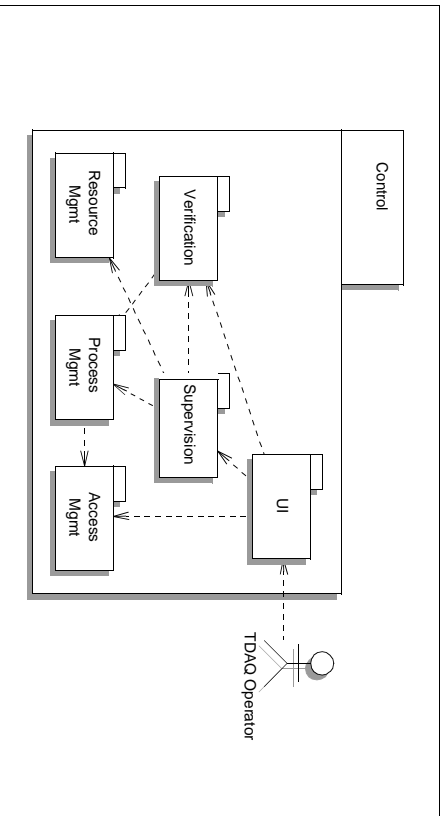 Control
TDAQ Operator
UI
Verification
Supervision
Resource
Mgmt
Process
Mgmt
Access
Mgmt